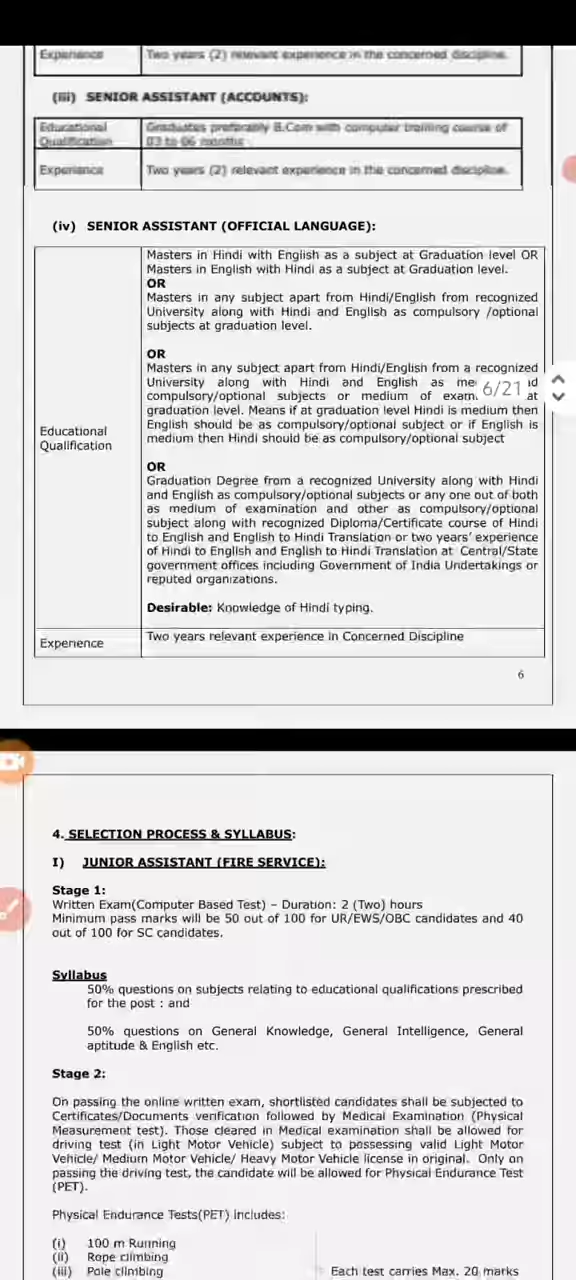 Experience
Two years (2) relevant experience in the concerned discipline.
(iii) SENIOR ASSISTANT (ACCOUNTS):
Educational
Qualification
Graduates preferably B.Com with computer training course of
03 to 06 months
Experience
Two years (2) relevant experience in the concerned discipline.
(iv) SENIOR ASSISTANT (OFFICIAL LANGUAGE):
Educational
Qualification
Masters in Hindi with English as a subject at Graduation level OR
Masters in English with Hindi as a subject at Graduation level.
OR
Masters in any subject apart from Hindi/English from recognized
University along with Hindi and English as compulsory /optional
subjects at graduation level.
OR
Masters in any subject apart from Hindi/English from a recognized
University along with Hindi and English as
compulsory/optional subjects or medium of at
graduation level. Means if at graduation level Hindi is medium then
English should be as compulsory/optional subject or if English is
medium then Hindi should be as compulsory/optional subject
OR
Graduation Degree from a recognized University along with Hindi
and English as compulsory/optional subjects or any one out of both
as medium of examination and other as compulsory/optional
subject along with recognized Diploma/Certificate course of Hindi
to English and English to Hindi Translation or two years' experience
of Hindi to English and English to Hindi Translation at Central/State
government offices including Government of India Undertakings or
reputed organizations.
Desirable: Knowledge of Hindi typing.
6/21
Experience
Two years relevant experience in Concerned Discipline
6
4. SELECTION PROCESS & SYLLABUS:
I) JUNIOR ASSISTANT (FIRE SERVICE):
Stage 1:
Written Exam(Computer Based Test) – Duration: 2 (Two) hours
Minimum pass marks will be 50 out of 100 for UR/EWS/OBC candidates and 40
out of 100 for SC candidates.
Syllabus
50% questions on subjects relating to educational qualifications prescribed
for the post : and
50% questions on General Knowledge, General Intelligence, General
aptitude & English etc.
Stage 2:
On passing the online written exam, shortlisted candidates shall be subjected to
Certificates/Documents verification followed by Medical Examination (Physical
Measurement test). Those cleared in Medical examination shall be allowed for
driving test (in Light Motor Vehicle) subject to possessing valid Light Motor
Vehicle/ Medium Motor Vehicle/ Heavy Motor Vehicle license in original. Only on
passing the driving test, the candidate will be allowed for Physical Endurance Test
(PET).
Physical Endurance Tests(PET) includes:
(i) 100 m Running
(ii) Rope climbing
(iii) Pole climbing
Each test carries Max. 20 marks